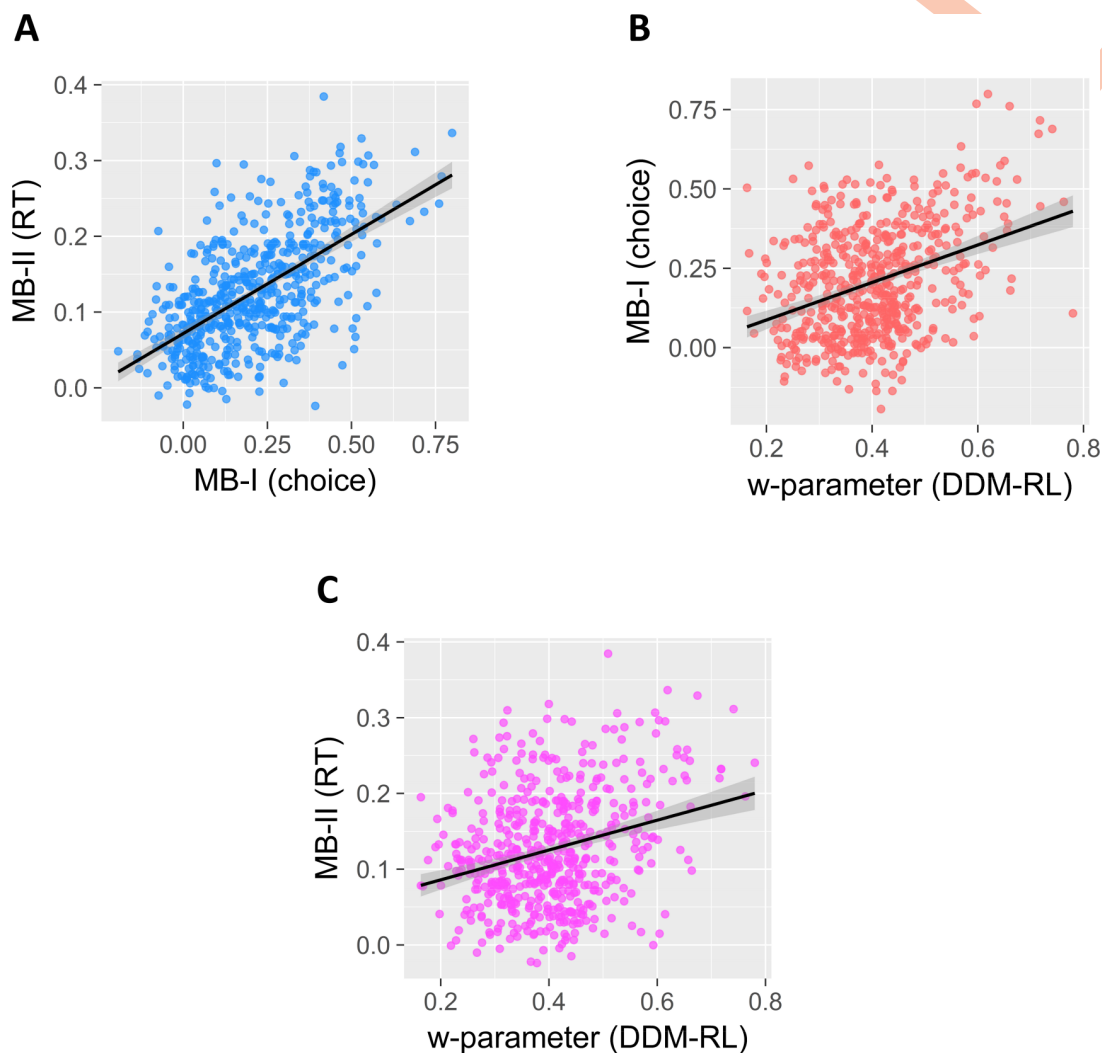 A
0.4
0.3
0.2
0.1
0.0
MB-II (RT)
0.00 0.25 0.50 0.75
MB-I (choice)
B
0.75
0.50
0.25
0.00
MB-I (choice)
0.2 0.4 0.6 0.8
w-parameter (DDM-RL)
C
0.4
0.3
0.2
0.1
0.0
MB-II (RT)
0.2 0.4 0.6 0.8
w-parameter (DDM-RL)